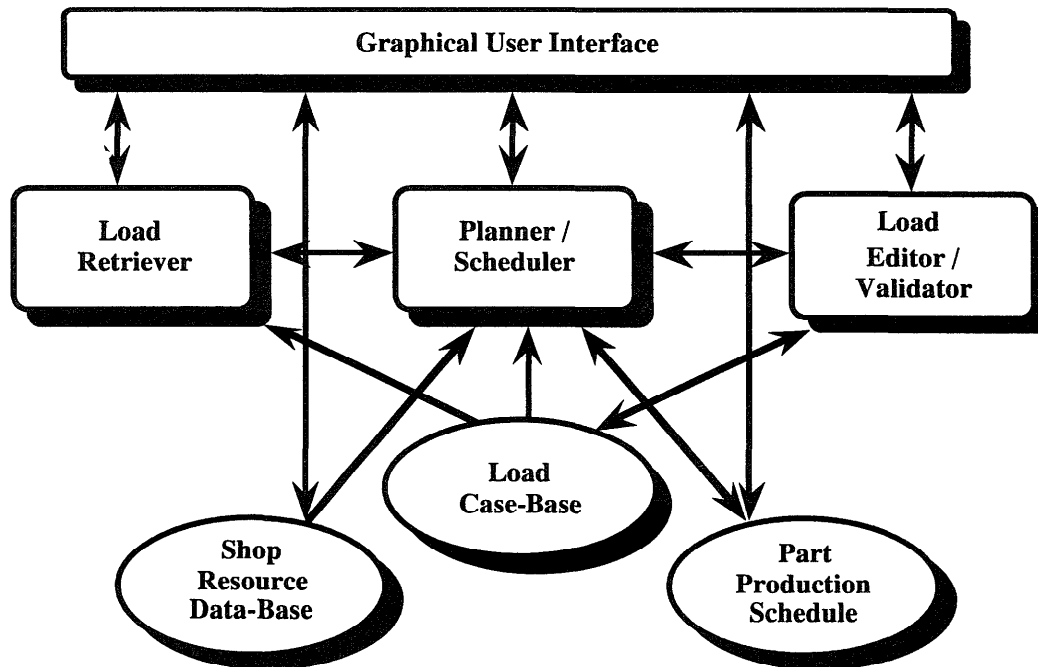 Graphical User Interface
Load
Retriever
Planner /
Scheduler
Load
Editor /
Validator
Load
Case-Base
Shop
Resource
Data-Base
Part
Production
Schedule